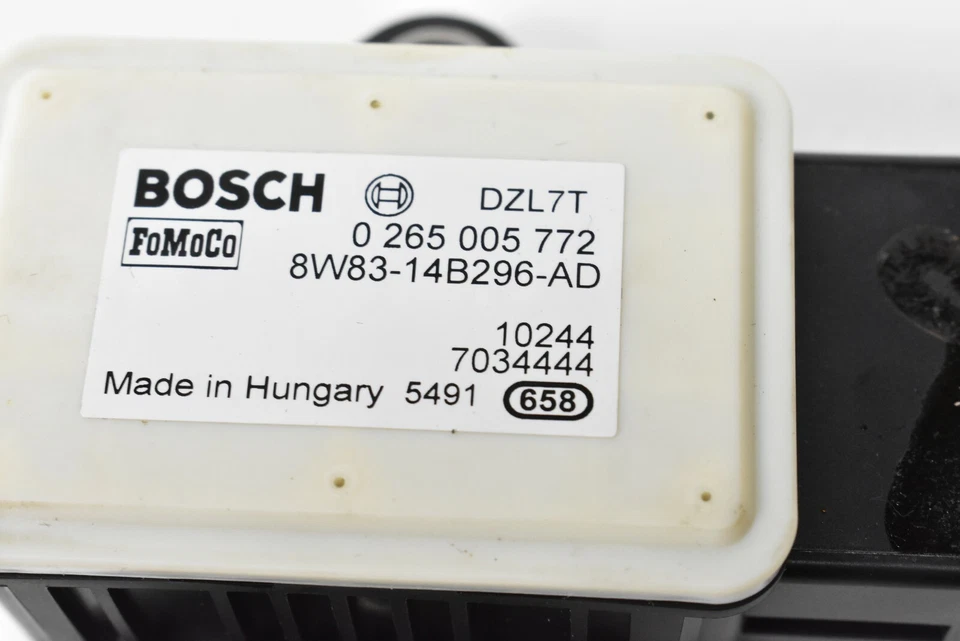 BOSCH DZL7T
FoMoCo 0 265 005 772
8W83-14B296-AD
10244
7034444
Made in Hungary 5491 658